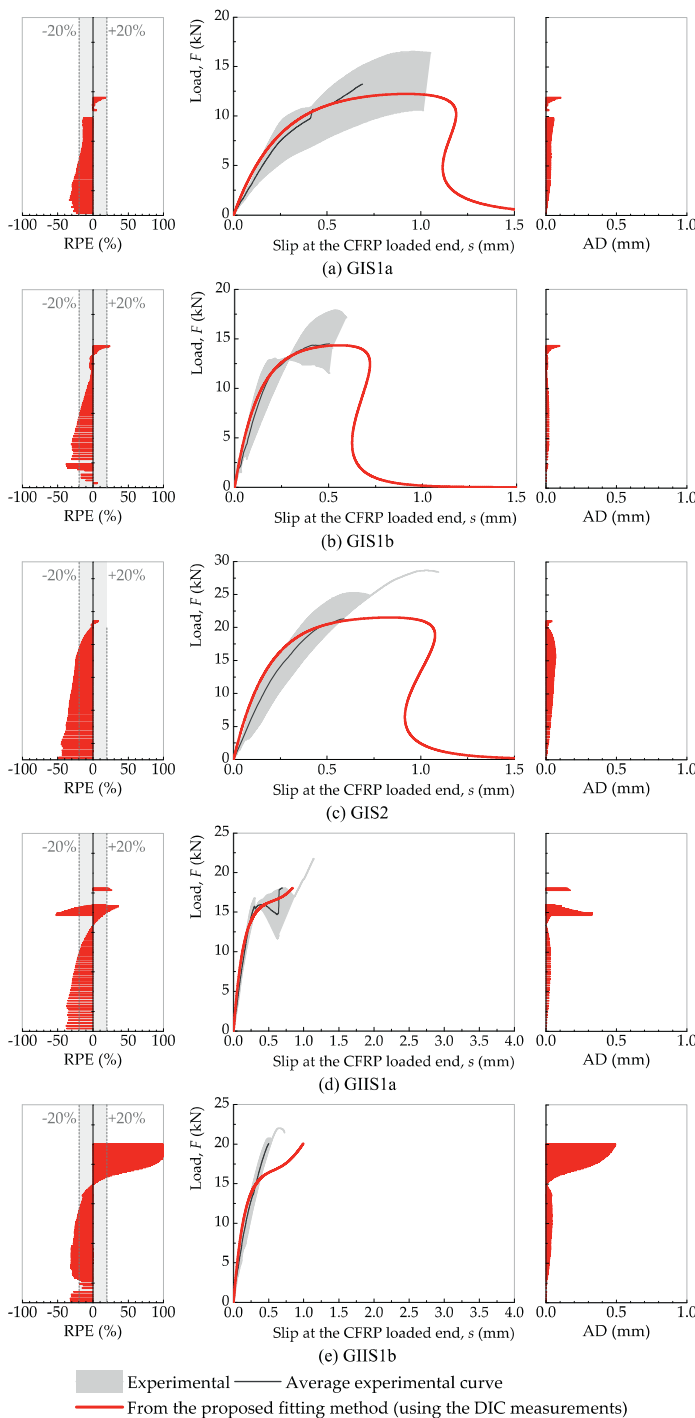 -20% +20%
Load, F (kN)
20
15
10
5
0
-100 -50 0 50 100
0.0 0.5 1.0 1.5
0.0 0.5 1.0
RPE (%) Slip at the CFRP loaded end, s (mm) AD (mm)
(a) GIS1a
-20% +20%
Load, F (kN)
20
15
10
5
0
-100 -50 0 50 100
0.0 0.5 1.0 1.5
0.0 0.5 1.0
RPE (%) Slip at the CFRP loaded end, s (mm) AD (mm)
(b) GIS1b
-20% +20%
Load, F (kN)
30
25
20
15
10
5
0
-100 -50 0 50 100
0.0 0.5 1.0 1.5
0.0 0.5 1.0
RPE (%) Slip at the CFRP loaded end, s (mm) AD (mm)
(c) GIS2
-20% +20%
Load, F (kN)
25
20
15
10
5
0
-100 -50 0 50 100
0.0 0.5 1.0 1.5 2.0 2.5 3.0 3.5 4.0
0.0 0.5 1.0
RPE (%) Slip at the CFRP loaded end, s (mm) AD (mm)
(d) GIIS1a
-20% +20%
Load, F (kN)
25
20
15
10
5
0
-100 -50 0 50 100
0.0 0.5 1.0 1.5 2.0 2.5 3.0 3.5 4.0
0.0 0.5 1.0
RPE (%) Slip at the CFRP loaded end, s (mm) AD (mm)
(e) GIIS1b
Experimental Average experimental curve
From the proposed fitting method (using the DIC measurements)